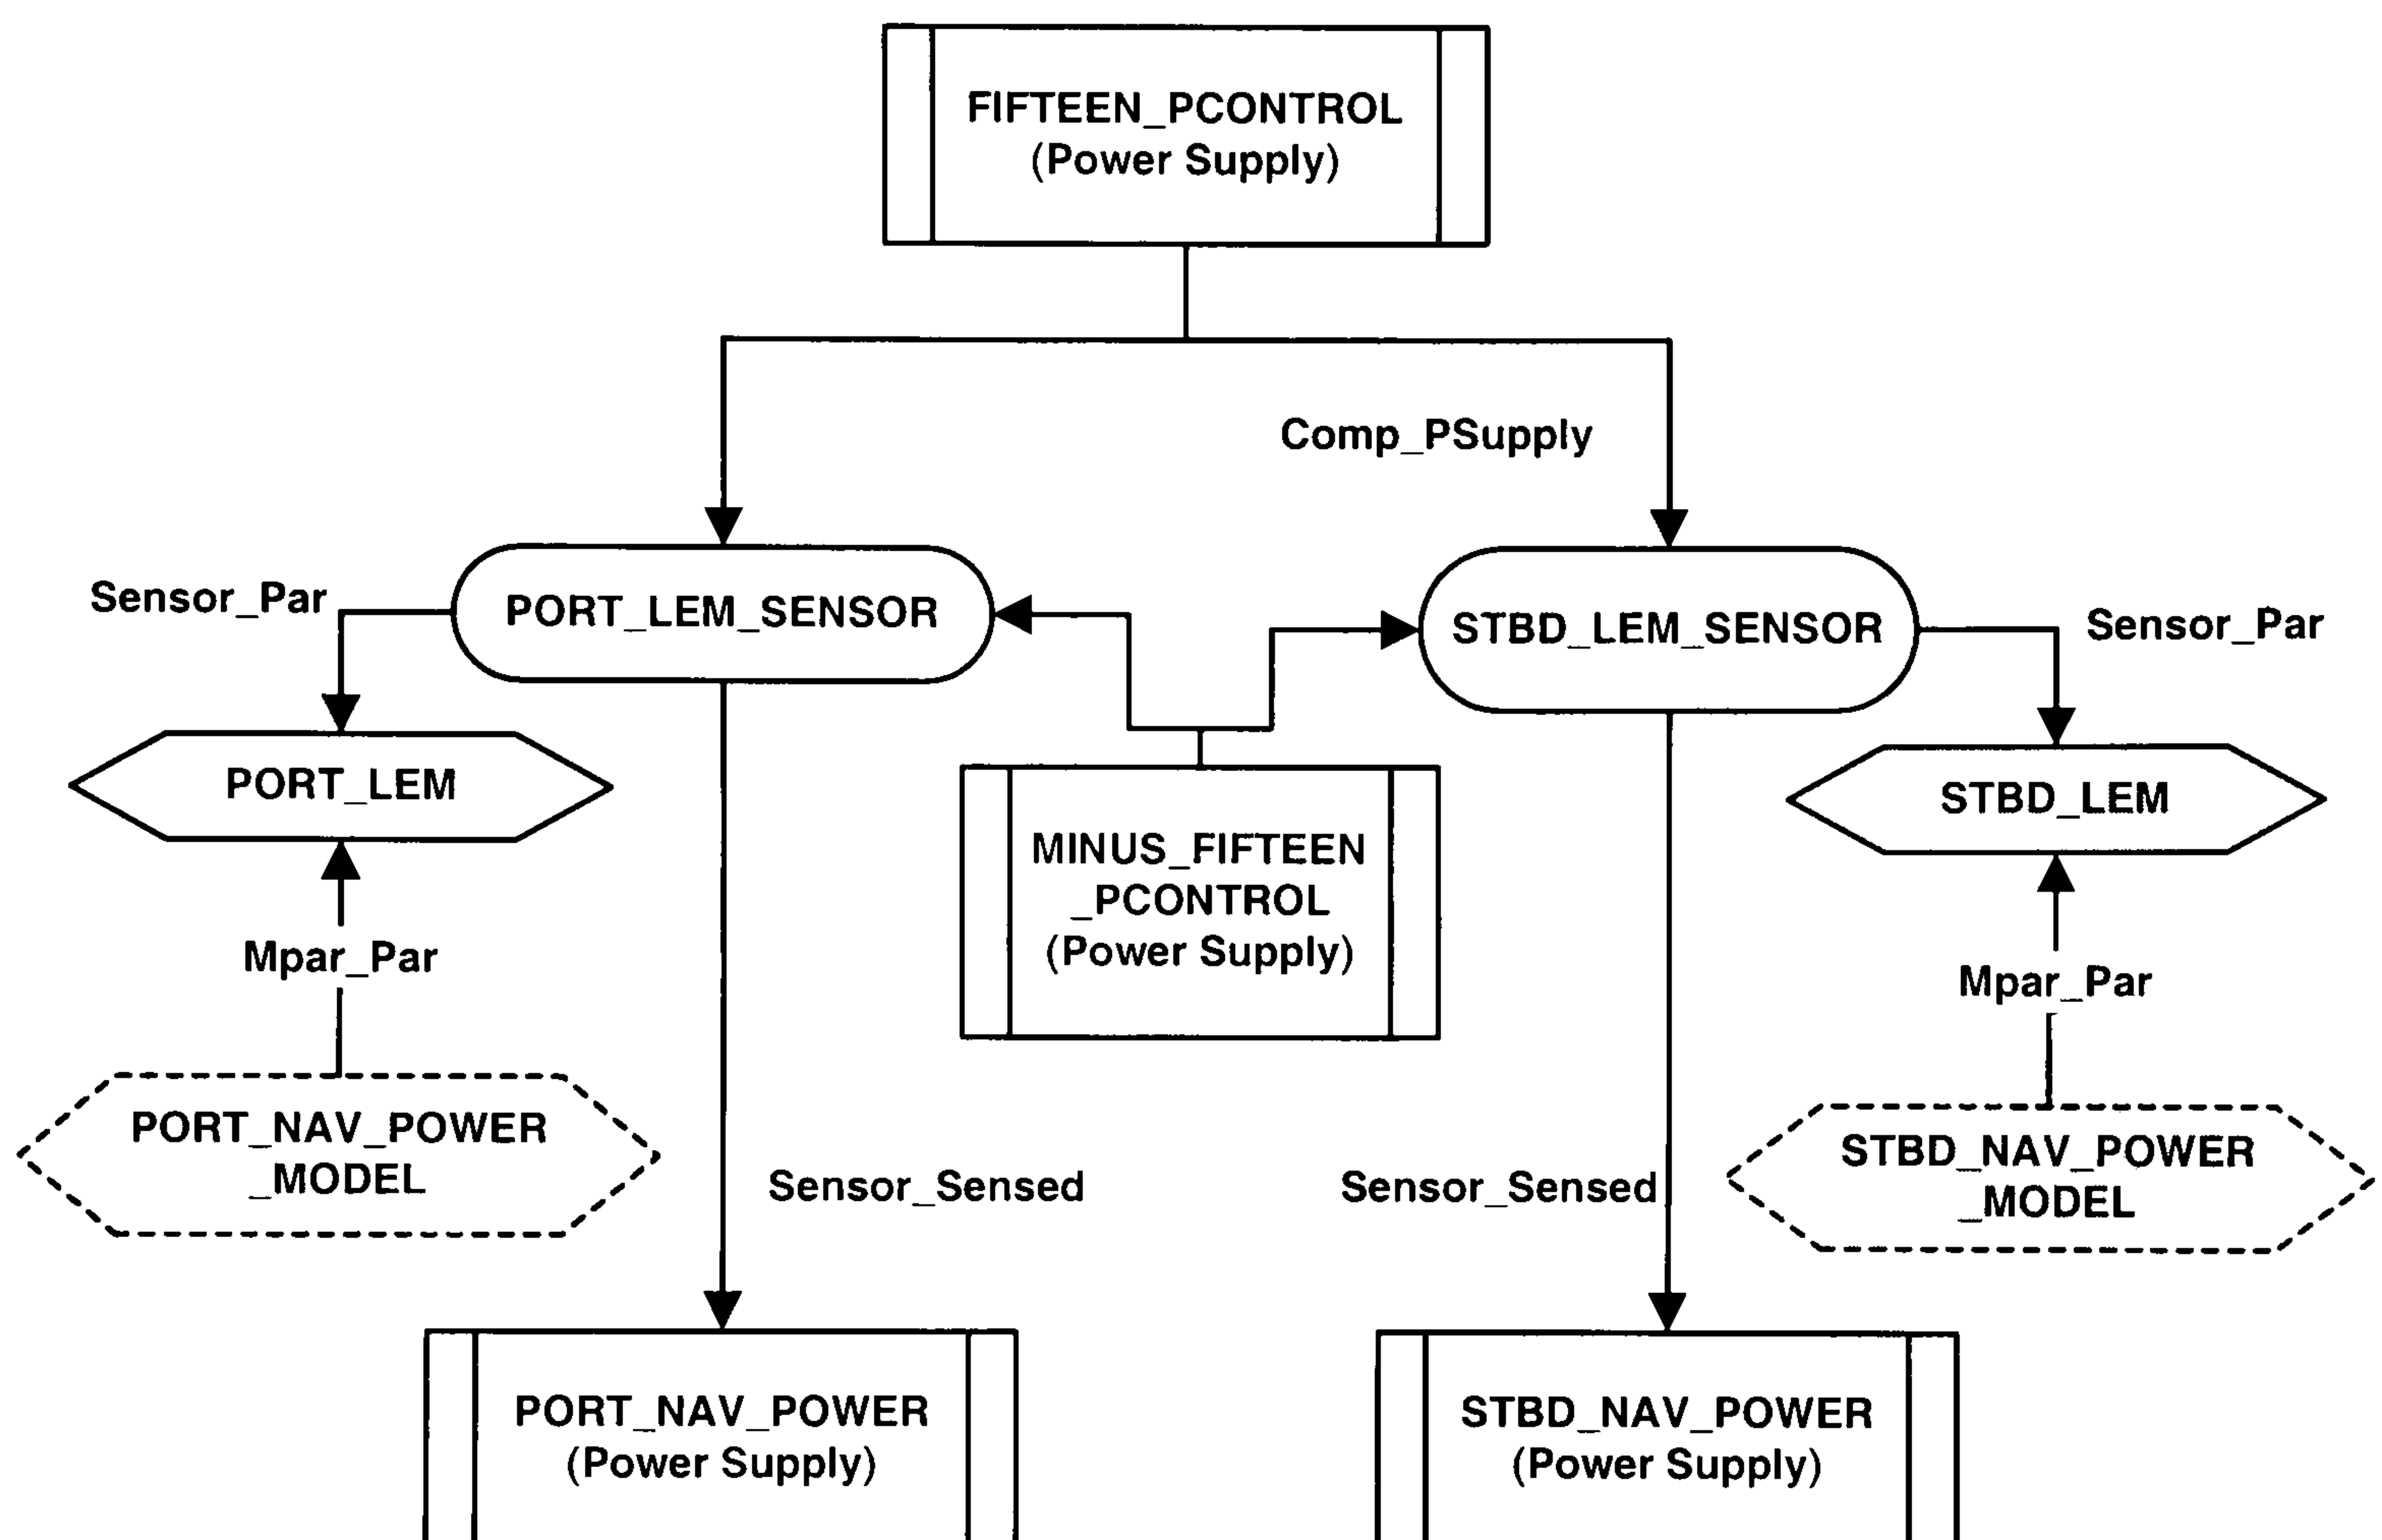 FIFTEEN_PCONTROL
(Power Supply)
Comp_PSupply
Sensor_Par
PORT_LEM_SENSOR
STBD_LEM_SENSOR
Sensor_Par
PORT_LEM
STBD_LEM
MINUS_FIFTEEN
_PCONTROL
(Power Supply)
Mpar_Par
Mpar_Par
PORT_NAV_POWER
_MODEL
STBD_NAV_POWER
_MODEL
Sensor_Sensed
Sensor_Sensed
PORT_NAV_POWER
(Power Supply)
STBD_NAV_POWER
(Power Supply)